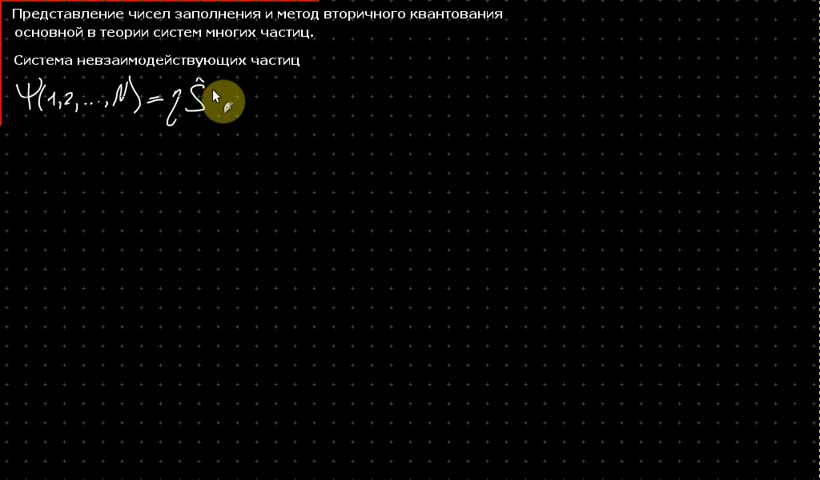 Представление чисел заполнения и метод вторичного квантования
основной в теории систем многих частиц.
Система невзаимодействующих частиц
Ψ(1,2,...,N) = η Ŝ